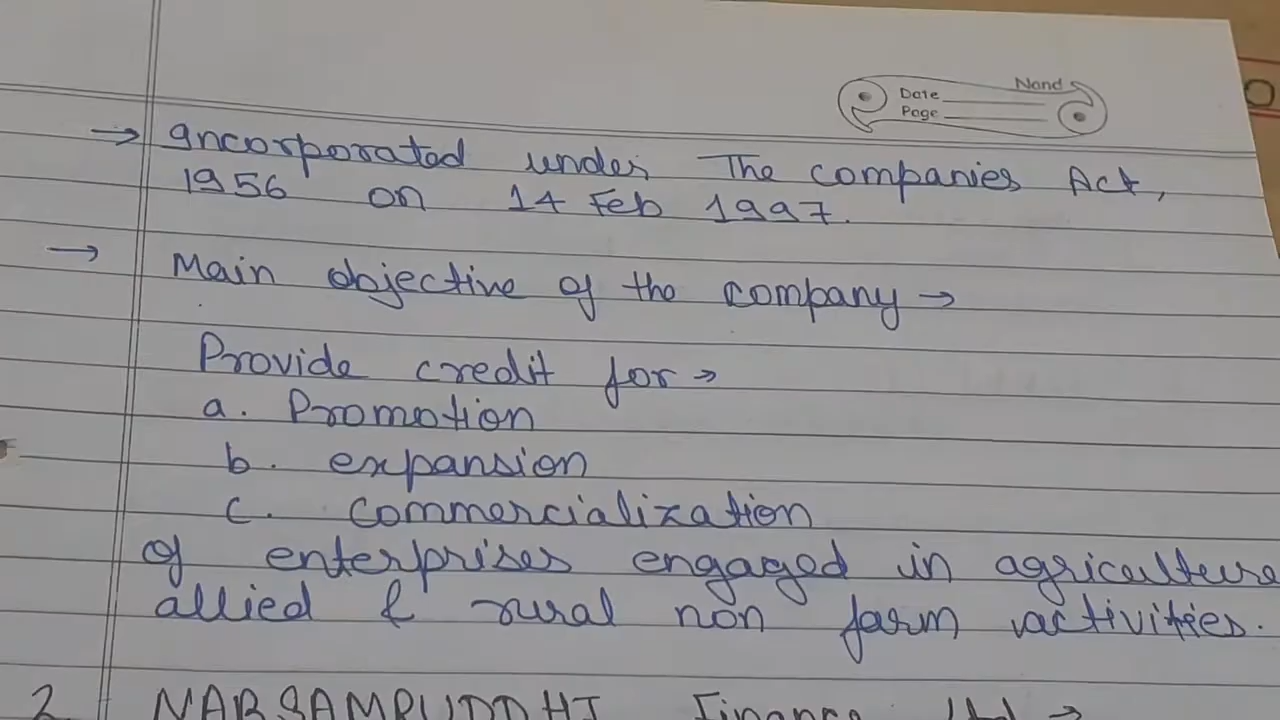 Nand
Date
Page
→ Incorporated under The companies Act,
1956 on 14 Feb 1997.
→ Main objective of the company →
Provide credit for →
a. Promotion
b. expansion
c. commercialization
of enterprises engaged in agriculture
allied & rural non farm activities.
2 NABSAMRUDDHI Finance Ltd →